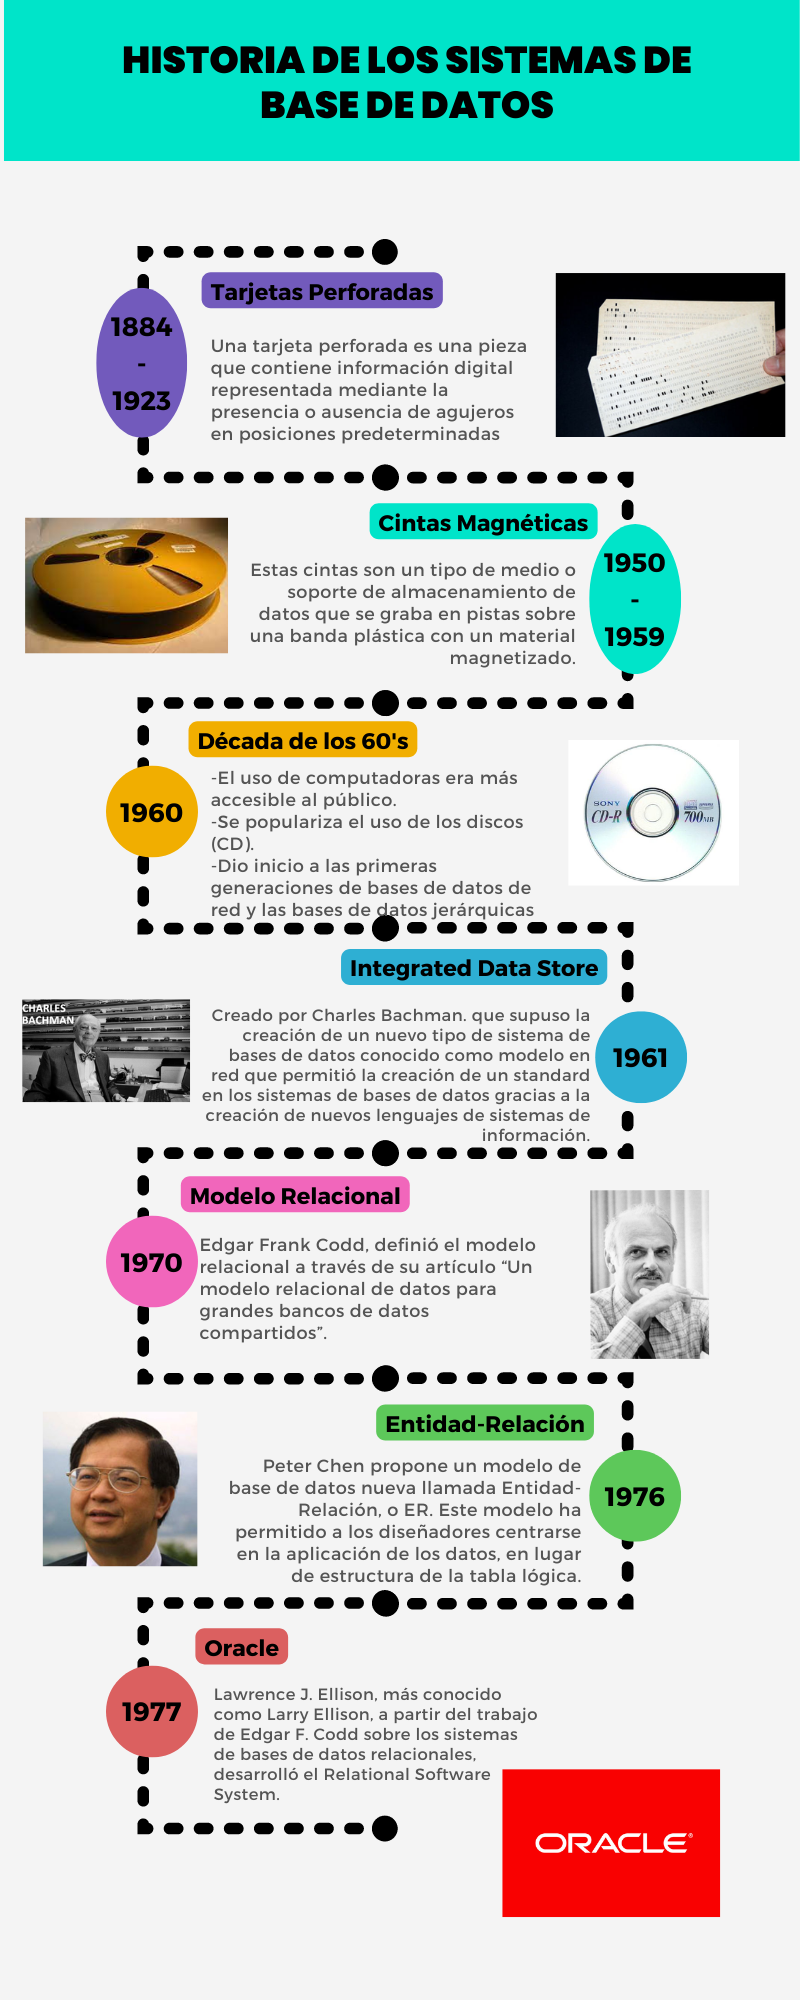 HISTORIA DE LOS SISTEMAS DE
BASE DE DATOS
Tarjetas Perforadas
1884
-
1923
Una tarjeta perforada es una pieza
que contiene información digital
representada mediante la
presencia o ausencia de agujeros
en posiciones predeterminadas
Cintas Magnéticas
1950
-
1959
Estas cintas son un tipo de medio o
soporte de almacenamiento de
datos que se graba en pistas sobre
una banda plástica con un material
magnetizado.
Década de los 60's
1960
-El uso de computadoras era más
accesible al público.
-Se populariza el uso de los discos
(CD).
-Dio inicio a las primeras
generaciones de bases de datos de
red y las bases de datos jerárquicas
SONY
CD-R
700MB
Integrated Data Store
1961
CHARLES
BACHMAN
Creado por Charles Bachman. que supuso la
creación de un nuevo tipo de sistema de
bases de datos conocido como modelo en
red que permitió la creación de un standard
en los sistemas de bases de datos gracias a la
creación de nuevos lenguajes de sistemas de
información.
Modelo Relacional
1970
Edgar Frank Codd, definió el modelo
relacional a través de su artículo “Un
modelo relacional de datos para
grandes bancos de datos
compartidos”.
Entidad-Relación
1976
Peter Chen propone un modelo de
base de datos nueva llamada Entidad-
Relación, o ER. Este modelo ha
permitido a los diseñadores centrarse
en la aplicación de los datos, en lugar
de estructura de la tabla lógica.
Oracle
1977
Lawrence J. Ellison, más conocido
como Larry Ellison, a partir del trabajo
de Edgar F. Codd sobre los sistemas
de bases de datos relacionales,
desarrolló el Relational Software
System.
ORACLE®